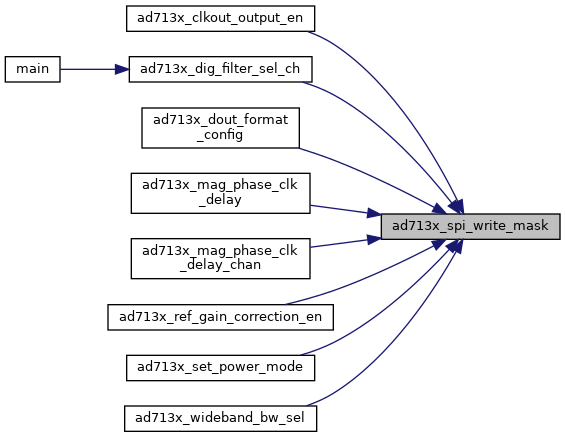 ad713x_clkout_output_en
main
ad713x_dig_filter_sel_ch
ad713x_dout_format
_config
ad713x_mag_phase_clk
_delay
ad713x_spi_write_mask
ad713x_mag_phase_clk
_delay_chan
ad713x_ref_gain_correction_en
ad713x_set_power_mode
ad713x_wideband_bw_sel